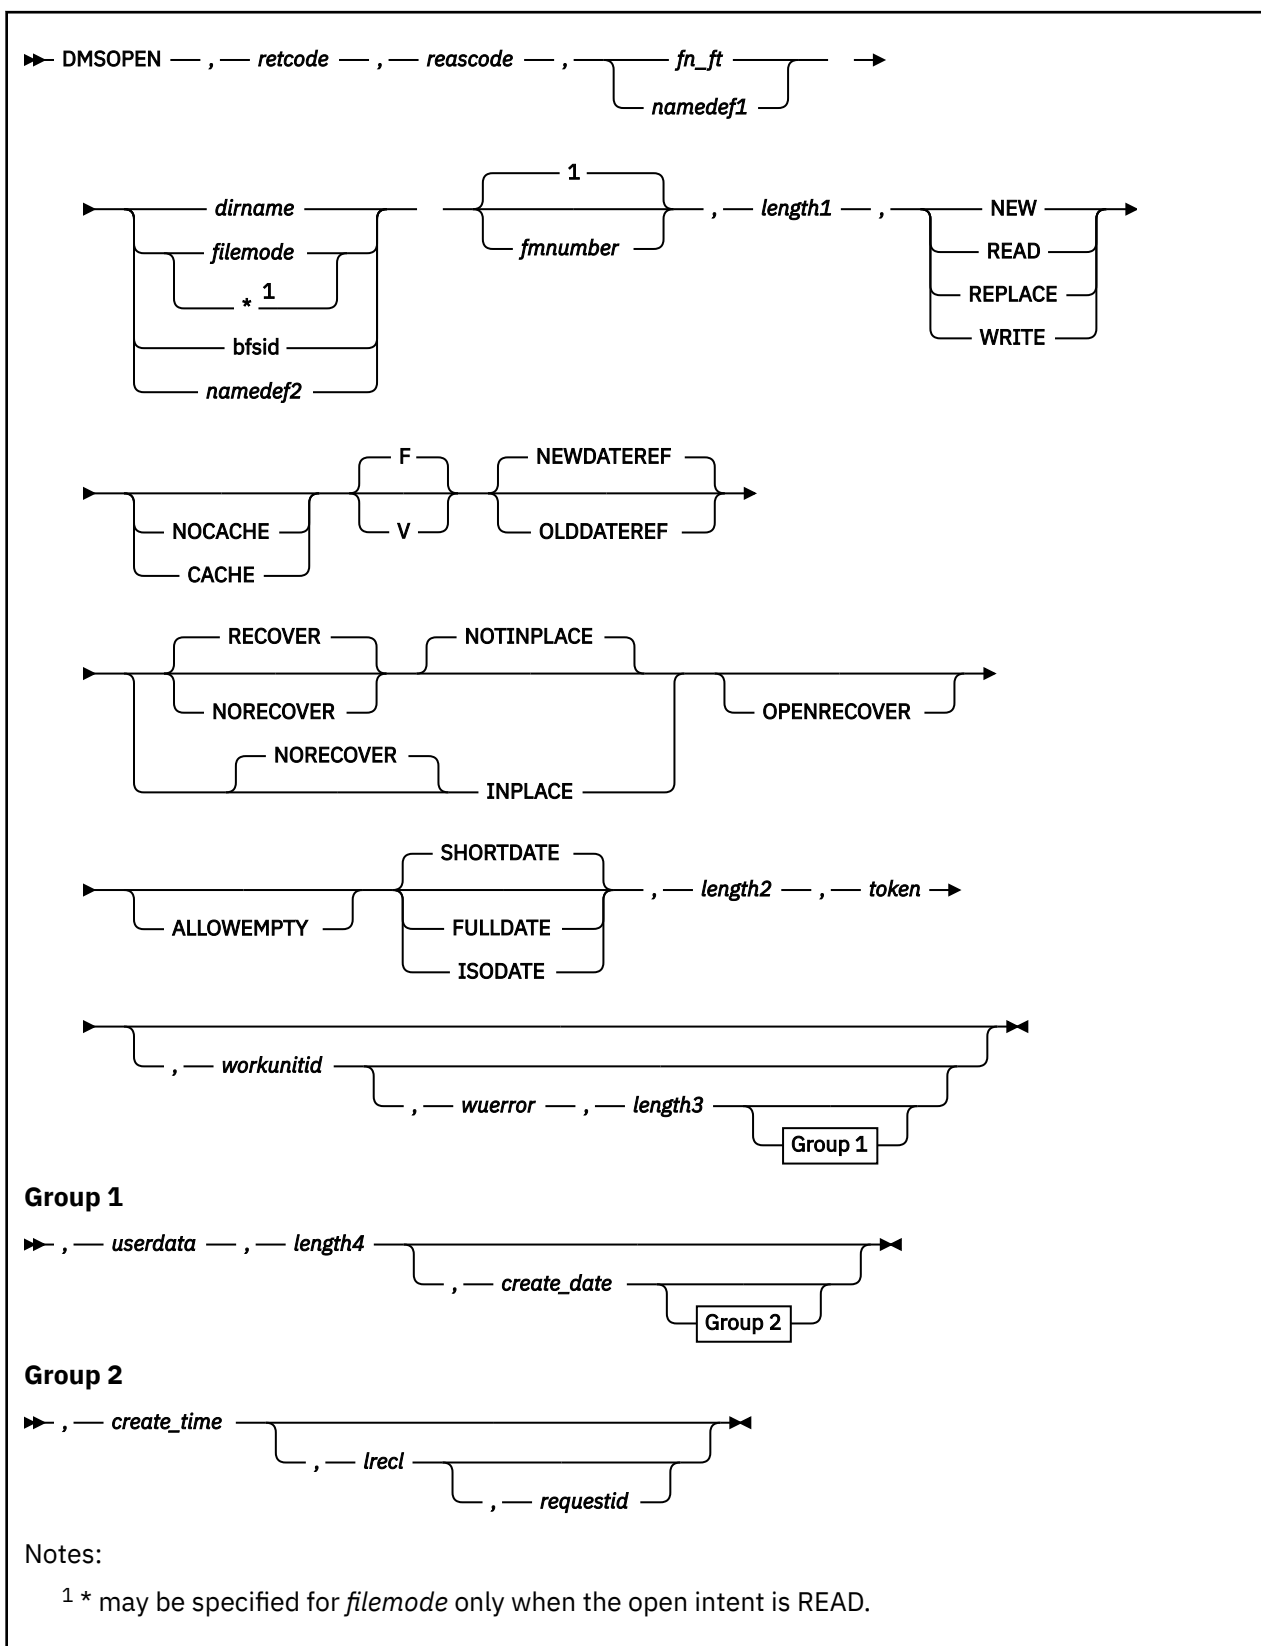 DMSOPEN , retcode , reascode , fn_ft
namedef1
1
dirname , length1 , NEW
filemode fmnumber READ
* 1 REPLACE
bfsid WRITE
namedef2
F NEWDATEREF
NOCACHE V OLDDATEREF
CACHE
RECOVER NOTINPLACE
NORECOVER OPENRECOVER
NORECOVER
INPLACE
SHORTDATE
, length2 , token
ALLOWEMPTY FULLDATE
ISODATE
, workunitid
, wuerror , length3
Group 1
Group 1
, userdata , length4
, create_date
Group 2
Group 2
, create_time
, lrecl
, requestid
Notes:
1 * may be specified for filemode only when the open intent is READ.